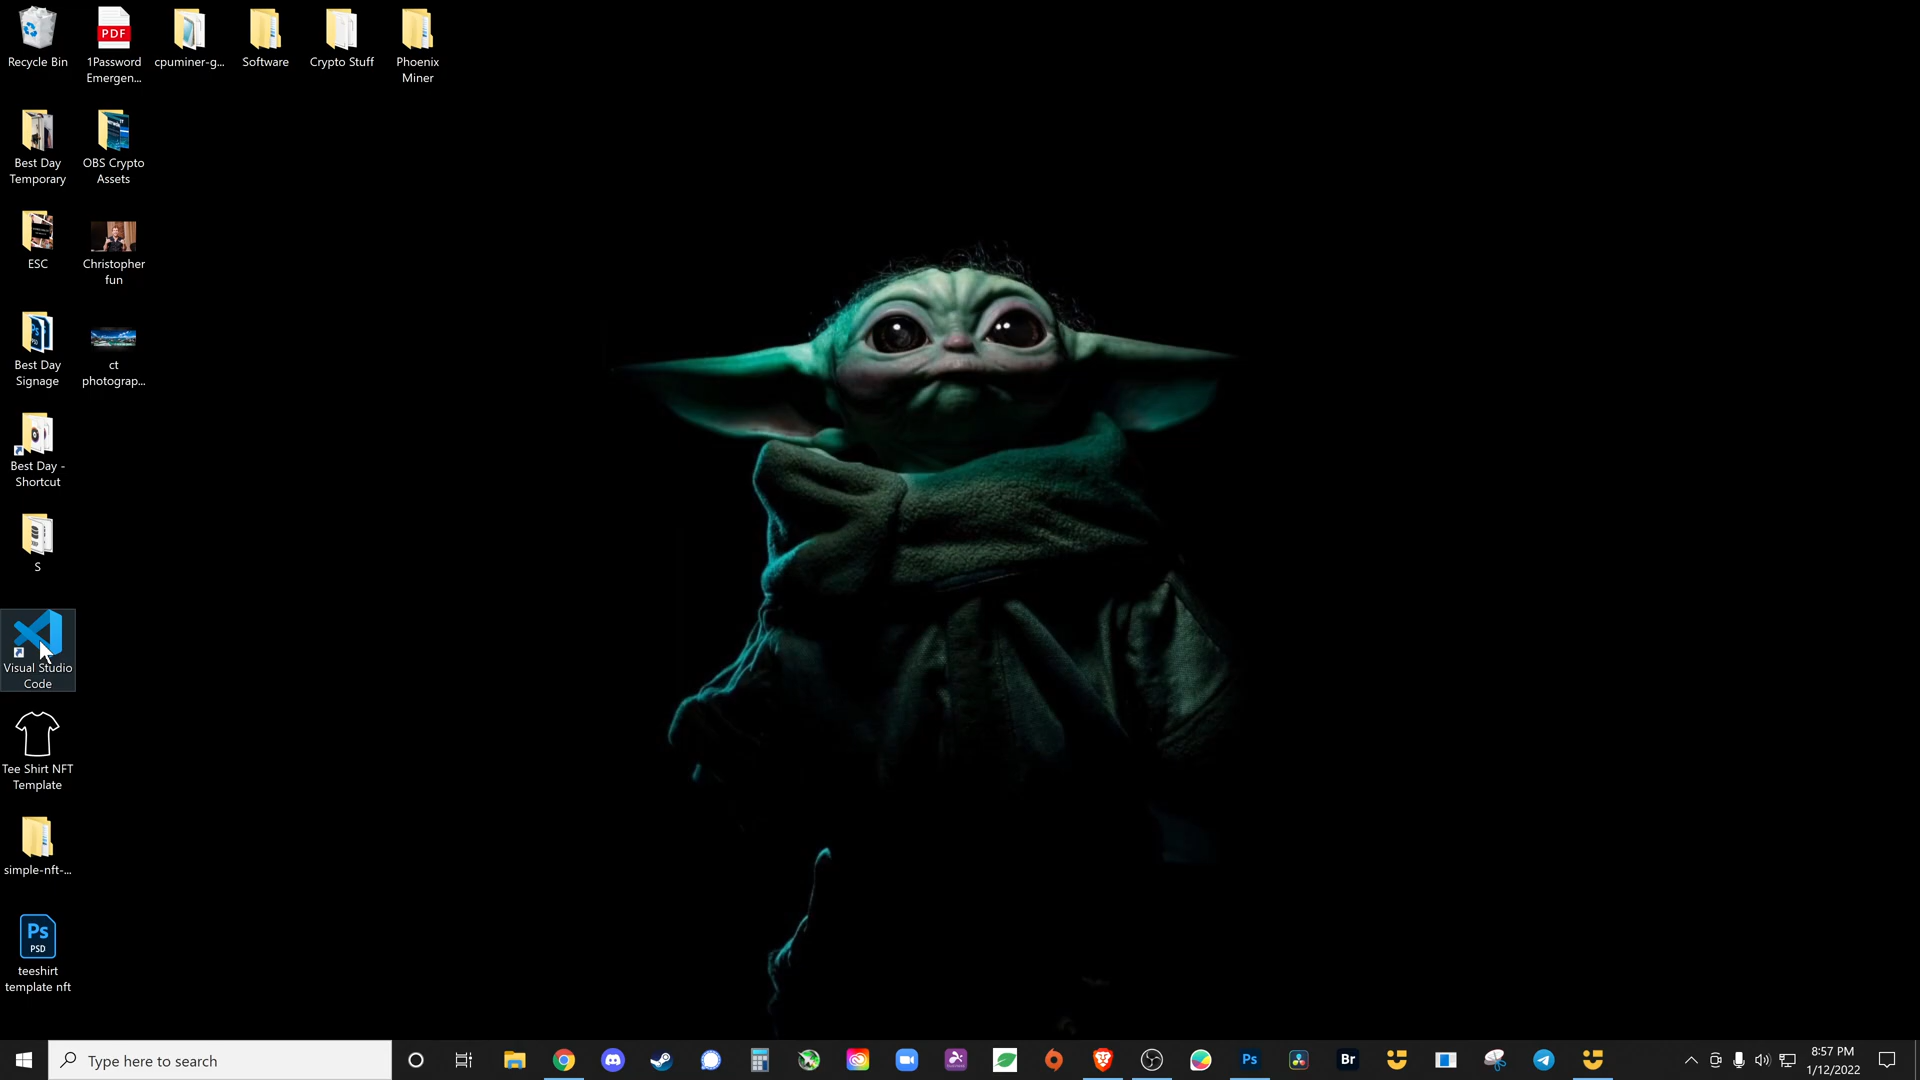 Recycle Bin
1Password
Emergen...
cpuminer-g...
Software
Crypto Stuff
Phoenix
Miner
PDF
Best Day
Temporary
OBS Crypto
Assets
ESC
Christopher
fun
Best Day
Signage
ct
photograp...
Best Day -
Shortcut
S
Visual Studio
Code
Tee Shirt NFT
Template
simple-nft-...
Ps
PSD
teeshirt
template nft
Type here to search
Ps
Br
8:57 PM
1/12/2022